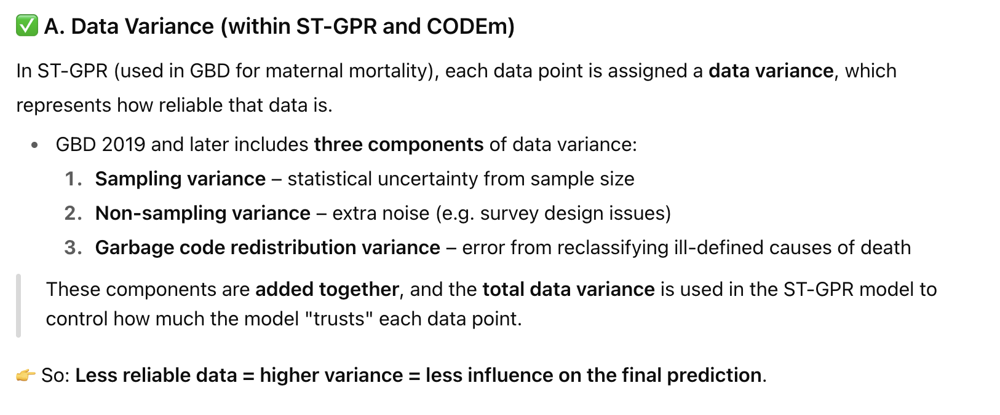 ✅ A. Data Variance (within ST-GPR and CODEm)
In ST-GPR (used in GBD for maternal mortality), each data point is assigned a data variance, which
represents how reliable that data is.
• GBD 2019 and later includes three components of data variance:
1. Sampling variance – statistical uncertainty from sample size
2. Non-sampling variance – extra noise (e.g. survey design issues)
3. Garbage code redistribution variance – error from reclassifying ill-defined causes of death
These components are added together, and the total data variance is used in the ST-GPR model to
control how much the model "trusts" each data point.
👉 So: Less reliable data = higher variance = less influence on the final prediction.